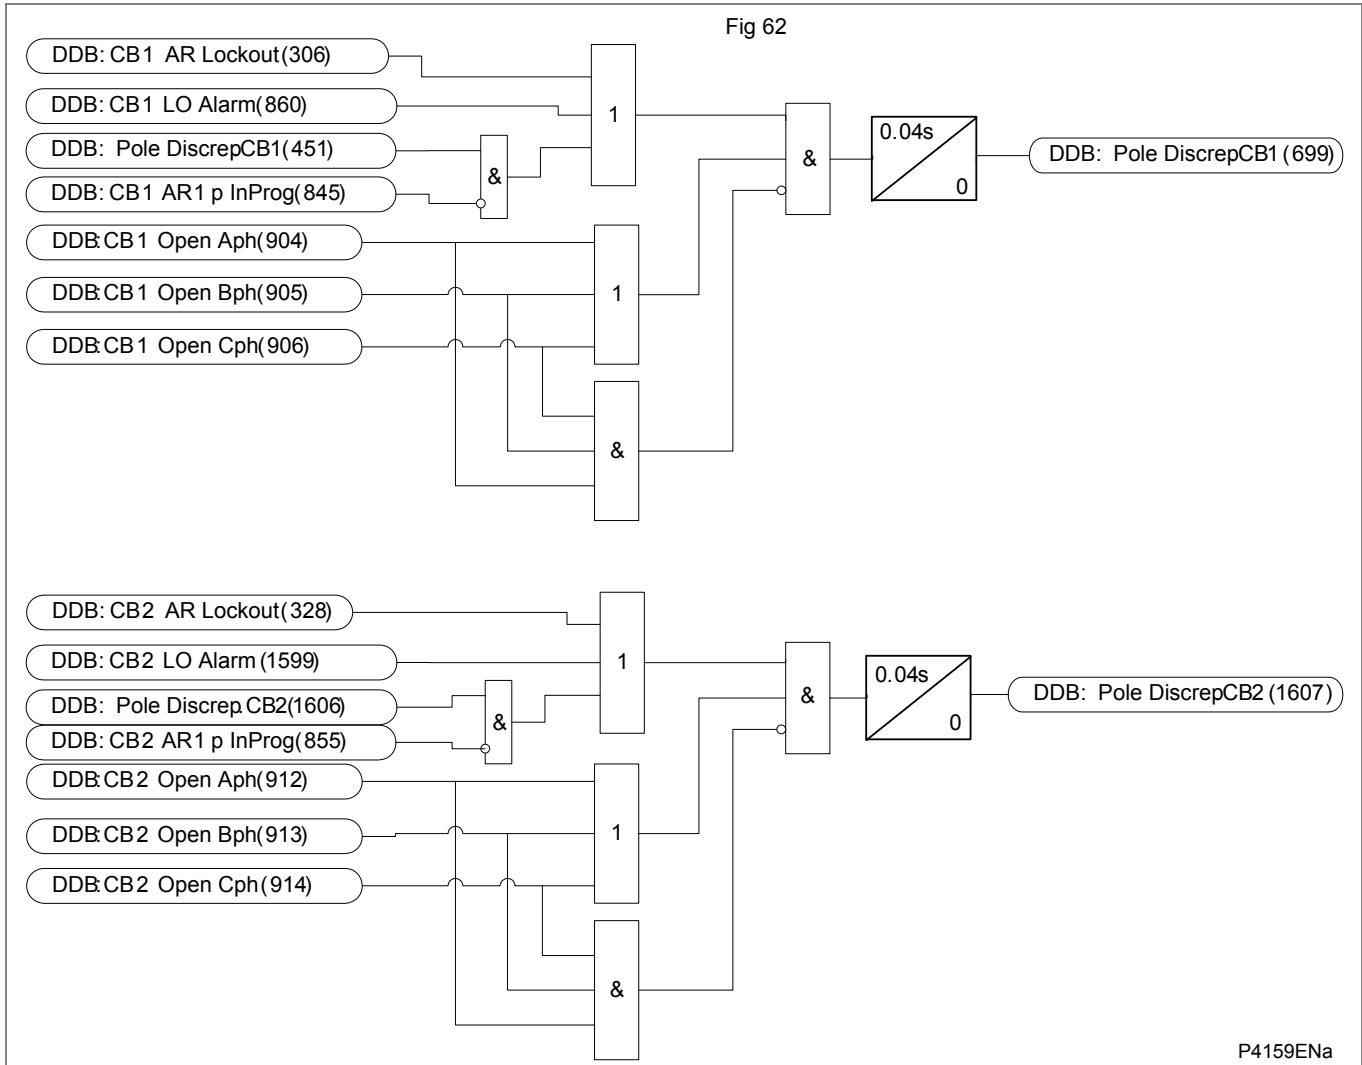 Fig 62
DDB: CB1 AR Lockout(306)
DDB: CB1 LO Alarm(860)
DDB: Pole DiscrepCB1(451)
DDB: CB1 AR1 p InProg(845)
DDB:CB1 Open Aph(904)
DDB:CB1 Open Bph(905)
DDB:CB1 Open Cph(906)
1
&
1
&
&
0.04s
0
DDB: Pole DiscrepCB1 (699)
DDB: CB2 AR Lockout(328)
DDB: CB2 LO Alarm (1599)
DDB: Pole Discrep.CB2(1606)
DDB: CB2 AR1 p InProg(855)
DDB:CB2 Open Aph(912)
DDB:CB2 Open Bph(913)
DDB:CB2 Open Cph(914)
1
&
1
&
&
0.04s
0
DDB: Pole DiscrepCB2 (1607)
P4159ENa